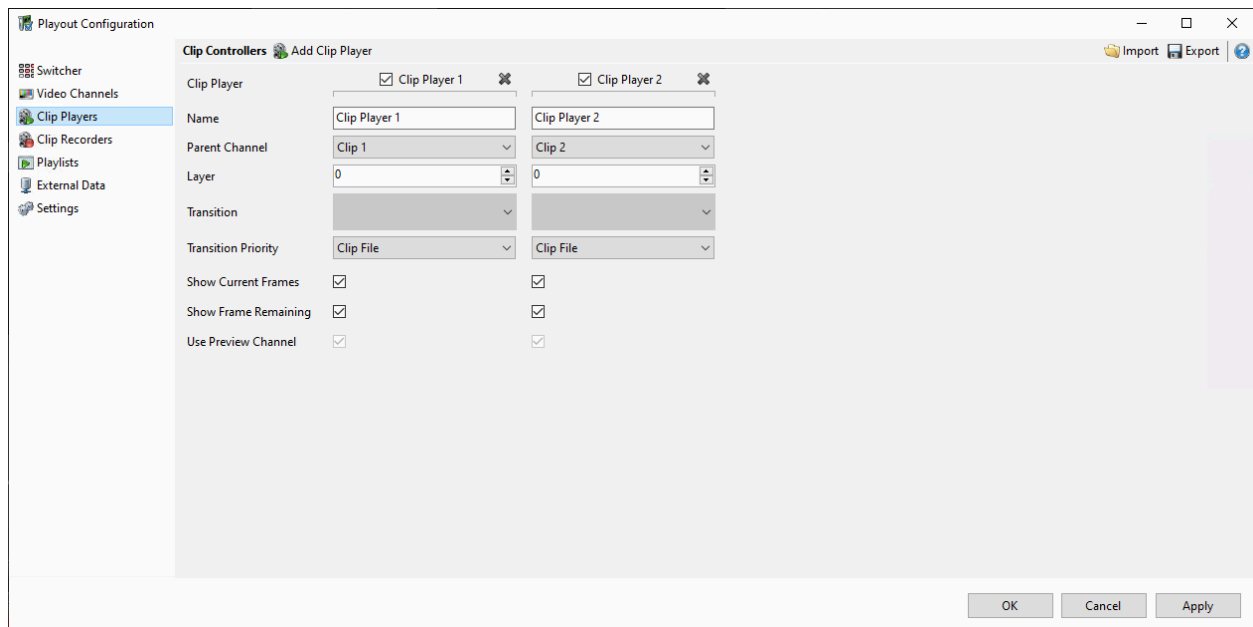 Playout Configuration
Clip Controllers Add Clip Player Import Export
Switcher
Video Channels
Clip Players
Clip Recorders
Playlists
External Data
Settings
Clip Player Clip Player 1 Clip Player 2
Name Clip Player 1 Clip Player 2
Parent Channel Clip 1 Clip 2
Layer 0 0
Transition
Transition Priority Clip File Clip File
Show Current Frames
Show Frame Remaining
Use Preview Channel
OK Cancel Apply